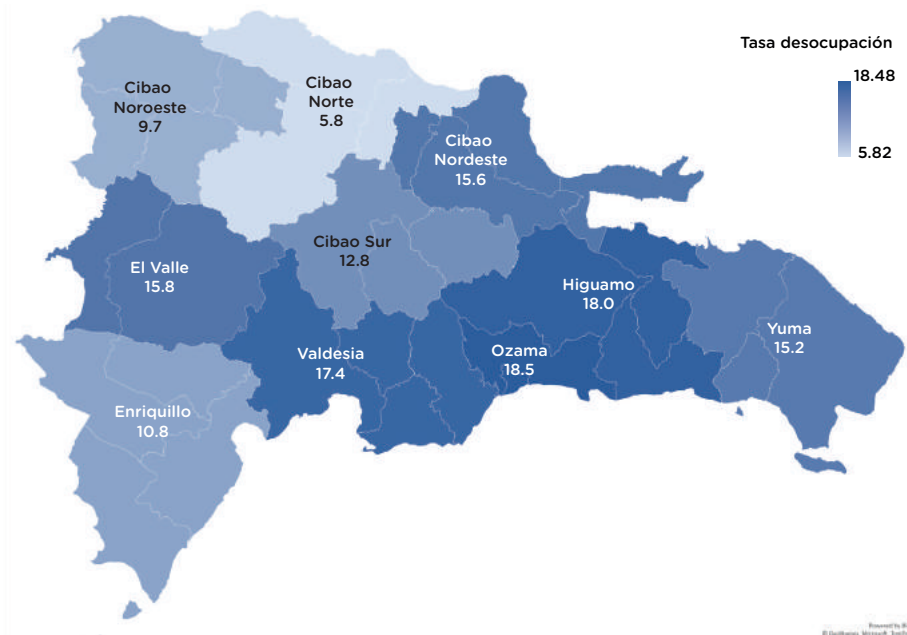 Tasa desocupación
18.48
5.82
Cibao
Noroeste
9.7
Cibao
Norte
5.8
Cibao
Nordeste
15.6
El Valle
15.8
Cibao Sur
12.8
Higuamo
18.0
Yuma
15.2
Valdesia
17.4
Ozama
18.5
Enriquillo
10.8